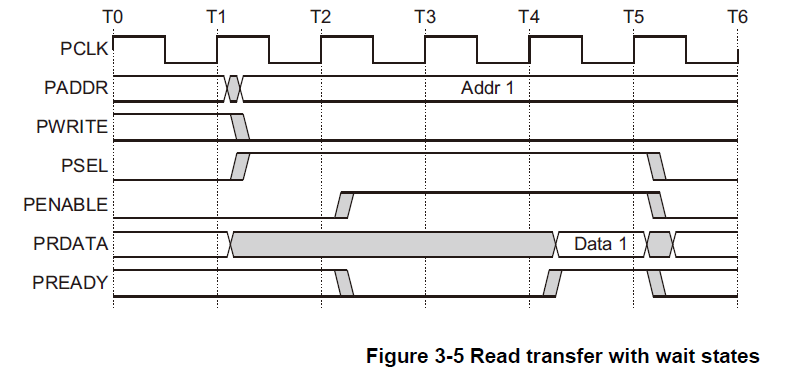 T0 T1 T2 T3 T4 T5 T6
PCLK
PADDR Addr 1
PWRITE
PSEL
PENABLE
PRDATA Data 1
PREADY
Figure 3-5 Read transfer with wait states